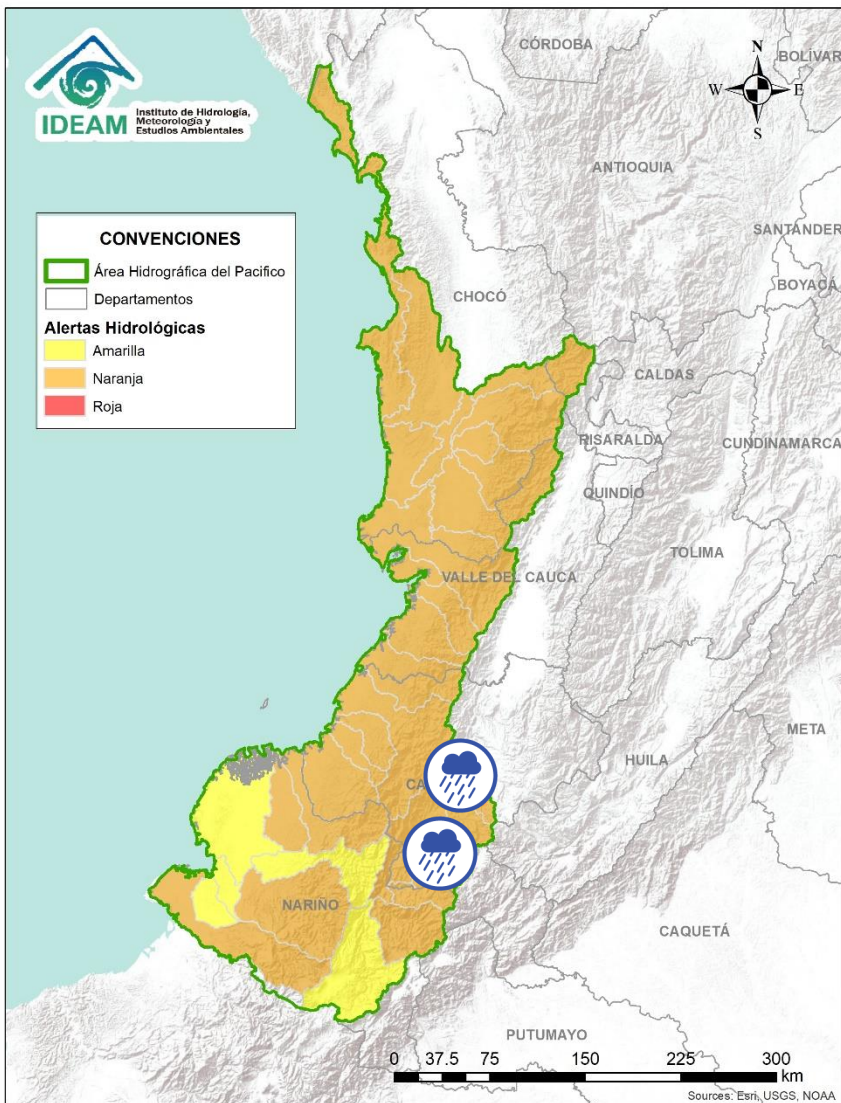 IDEAM
Instituto de Hidrología,
Meteorología y
Estudios Ambientales
CÓRDOBA
BOLÍVAR
N
W
E
S
ANTIOQUIA
SANTANDER
BOYACÁ
CONVENCIONES
Área Hidrográfica del Pacifico
Departamentos
Alertas Hidrológicas
Amarilla
Naranja
Roja
CHOCÓ
CALDAS
RISARALDA
CUNDINAMARCA
QUINDÍO
TOLIMA
VALLE DEL CAUCA
META
HUILA
CA
NARIÑO
CAQUETÁ
PUTUMAYO
0 37.5 75 150 225 300
km
Sources: Esri, USGS, NOAA